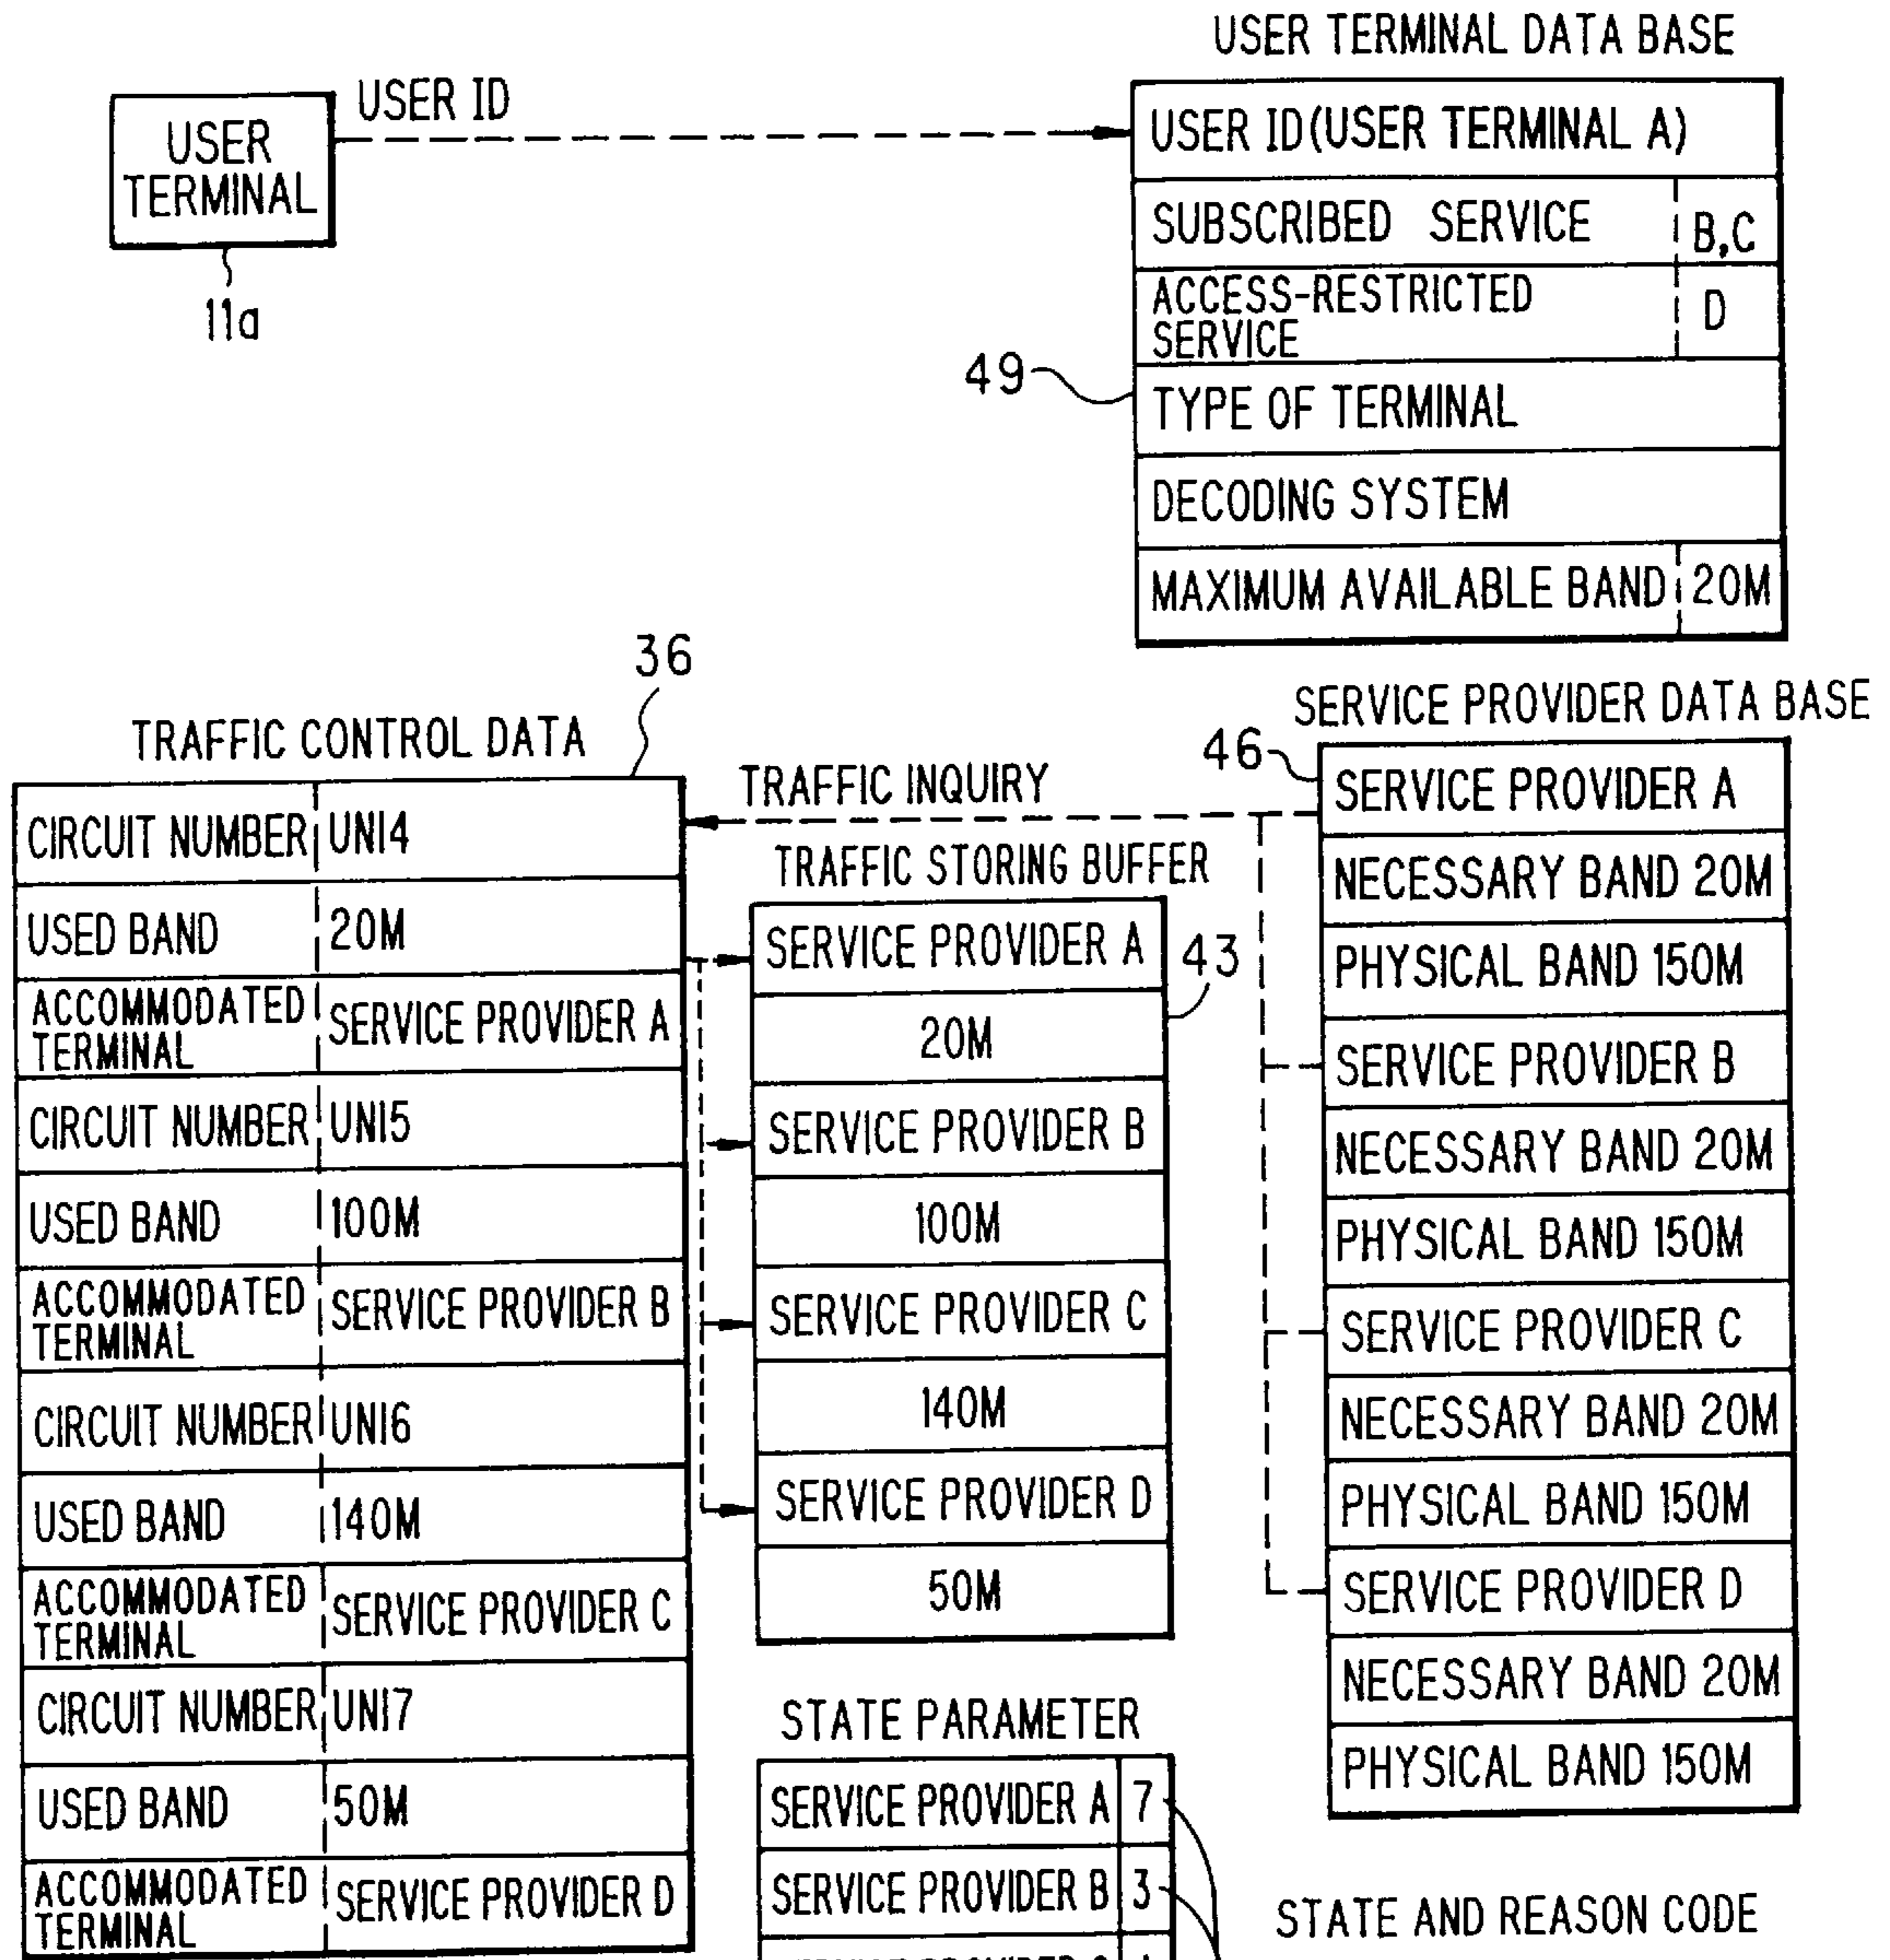 USER TERMINAL DATA BASE
USER
TERMINAL
11a
USER ID
USER ID(USER TERMINAL A)
SUBSCRIBED SERVICE B,C
ACCESS-RESTRICTED
SERVICE
D
49
TYPE OF TERMINAL
DECODING SYSTEM
MAXIMUM AVAILABLE BAND 20M
36
TRAFFIC CONTROL DATA
CIRCUIT NUMBER UNI4
USED BAND 20M
ACCOMMODATED
TERMINAL
SERVICE PROVIDER A
CIRCUIT NUMBER UNI5
USED BAND 100M
ACCOMMODATED
TERMINAL
SERVICE PROVIDER B
CIRCUIT NUMBER UNI6
USED BAND 140M
ACCOMMODATED
TERMINAL
SERVICE PROVIDER C
CIRCUIT NUMBER UNI7
USED BAND 50M
ACCOMMODATED
TERMINAL
SERVICE PROVIDER D
TRAFFIC INQUIRY
TRAFFIC STORING BUFFER
SERVICE PROVIDER A
43
20M
SERVICE PROVIDER B
100M
SERVICE PROVIDER C
140M
SERVICE PROVIDER D
50M
SERVICE PROVIDER DATA BASE
46
SERVICE PROVIDER A
NECESSARY BAND 20M
PHYSICAL BAND 150M
SERVICE PROVIDER B
NECESSARY BAND 20M
PHYSICAL BAND 150M
SERVICE PROVIDER C
NECESSARY BAND 20M
PHYSICAL BAND 150M
SERVICE PROVIDER D
NECESSARY BAND 20M
PHYSICAL BAND 150M
STATE PARAMETER
SERVICE PROVIDER A 7
SERVICE PROVIDER B 3
STATE AND REASON CODE